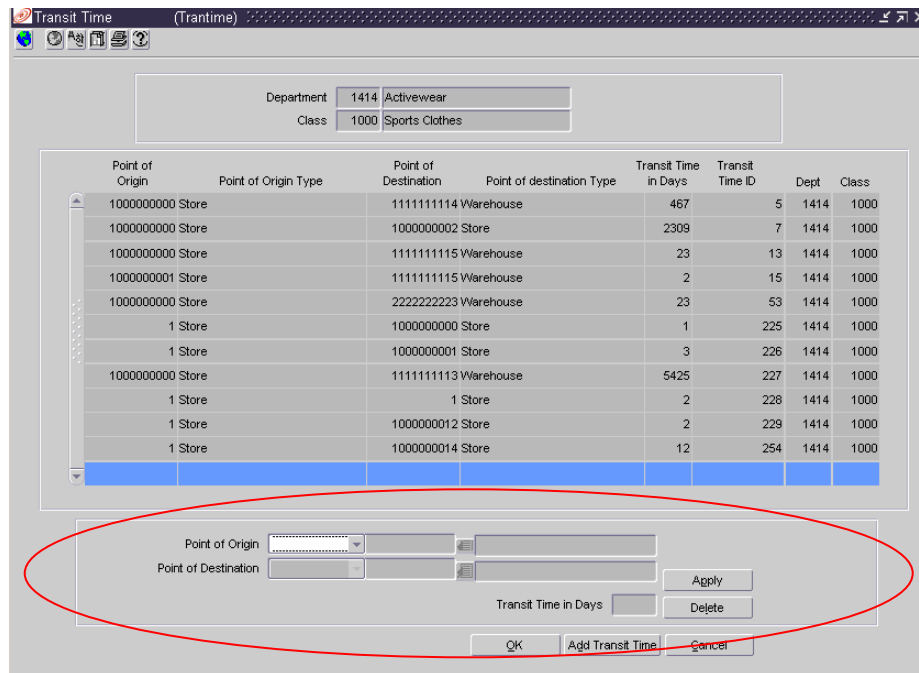 Transit Time (Trantime)
Department 1414 Activewear
Class 1000 Sports Clothes
Point of Origin Point of Origin Type Point of Destination Point of destination Type Transit Time in Days Transit Time ID Dept Class
1000000000 Store 1111111114 Warehouse 467 5 1414 1000
1000000000 Store 1000000002 Store 2309 7 1414 1000
1000000000 Store 1111111115 Warehouse 23 13 1414 1000
1000000001 Store 1111111115 Warehouse 2 15 1414 1000
1000000000 Store 2222222223 Warehouse 23 53 1414 1000
1 Store 1000000000 Store 1 225 1414 1000
1 Store 1000000001 Store 3 226 1414 1000
1000000000 Store 1111111113 Warehouse 5425 227 1414 1000
1 Store 1 Store 2 228 1414 1000
1 Store 1000000012 Store 2 229 1414 1000
1 Store 1000000014 Store 12 254 1414 1000
Point of Origin
Point of Destination
Apply
Transit Time in Days Delete
OK Add Transit Time Cancel